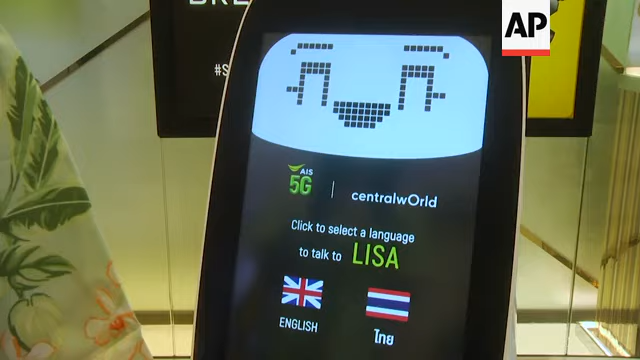 #S
AP
AIS
5G
centralwOrld
Click to select a language
to talk to LISA
ENGLISH
ไทย